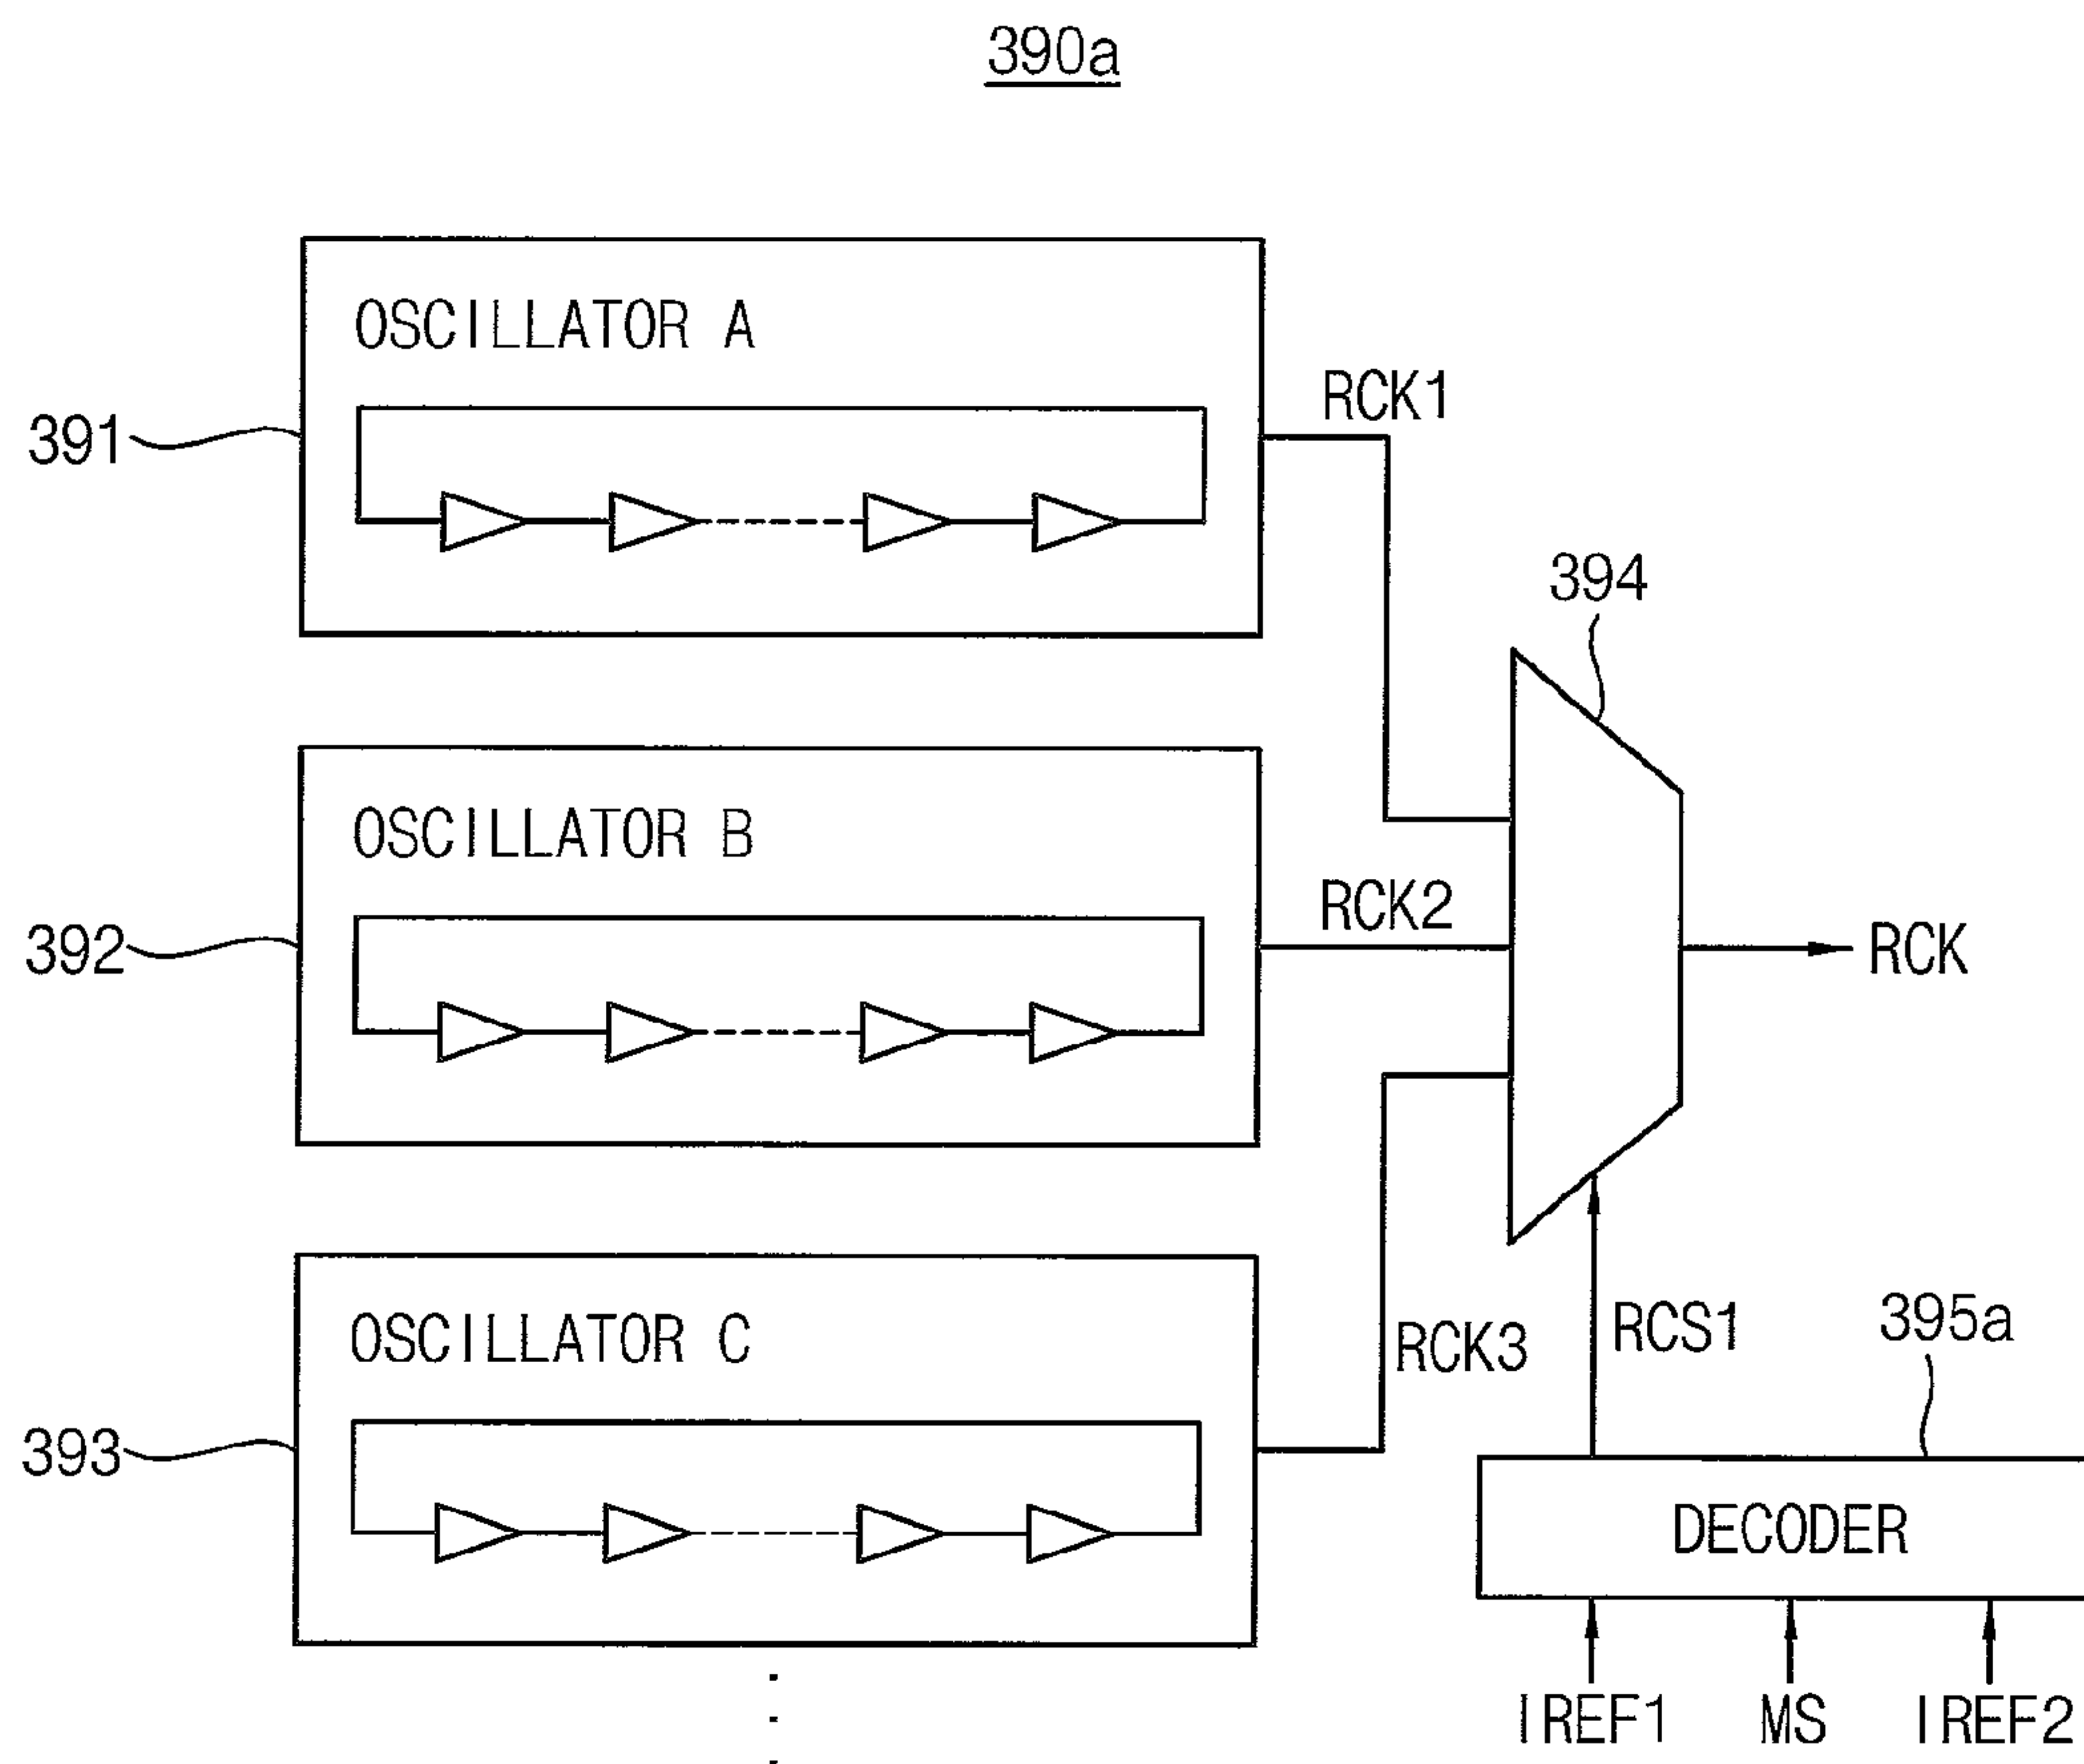 390a
OSCILLATOR A
391
RCK1
394
OSCILLATOR B
392
RCK2
RCK
OSCILLATOR C
393
RCK3
RCS1
395a
DECODER
IREF1
MS
IREF2